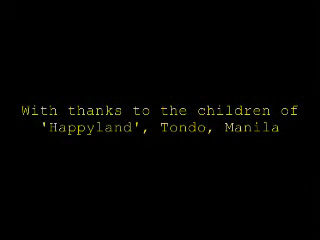 With thanks to the children of
'Happyland', Tondo, Manila